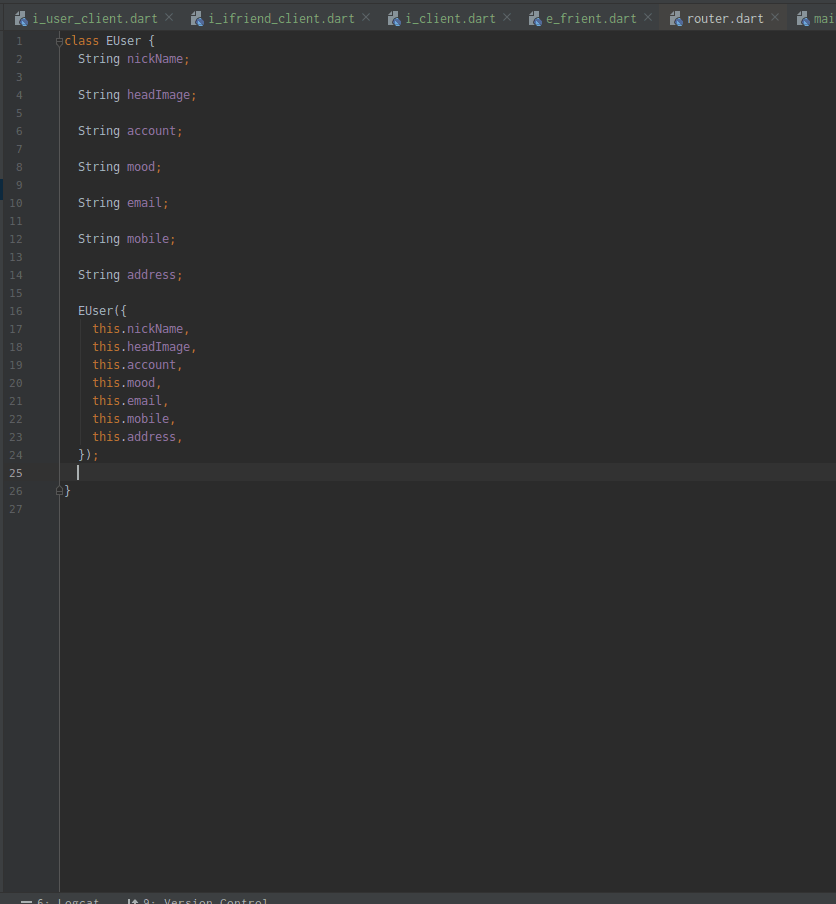 i_user_client.dart i_ifriend_client.dart i_client.dart e_frient.dart router.dart mai
1 class EUser {
2 String nickName;
3
4 String headImage;
5
6 String account;
7
8 String mood;
9
10 String email;
11
12 String mobile;
13
14 String address;
15
16 EUser({
17 this.nickName,
18 this.headImage,
19 this.account,
20 this.mood,
21 this.email,
22 this.mobile,
23 this.address,
24 });
25
26 }
27
6: Logcat 9: Version Control